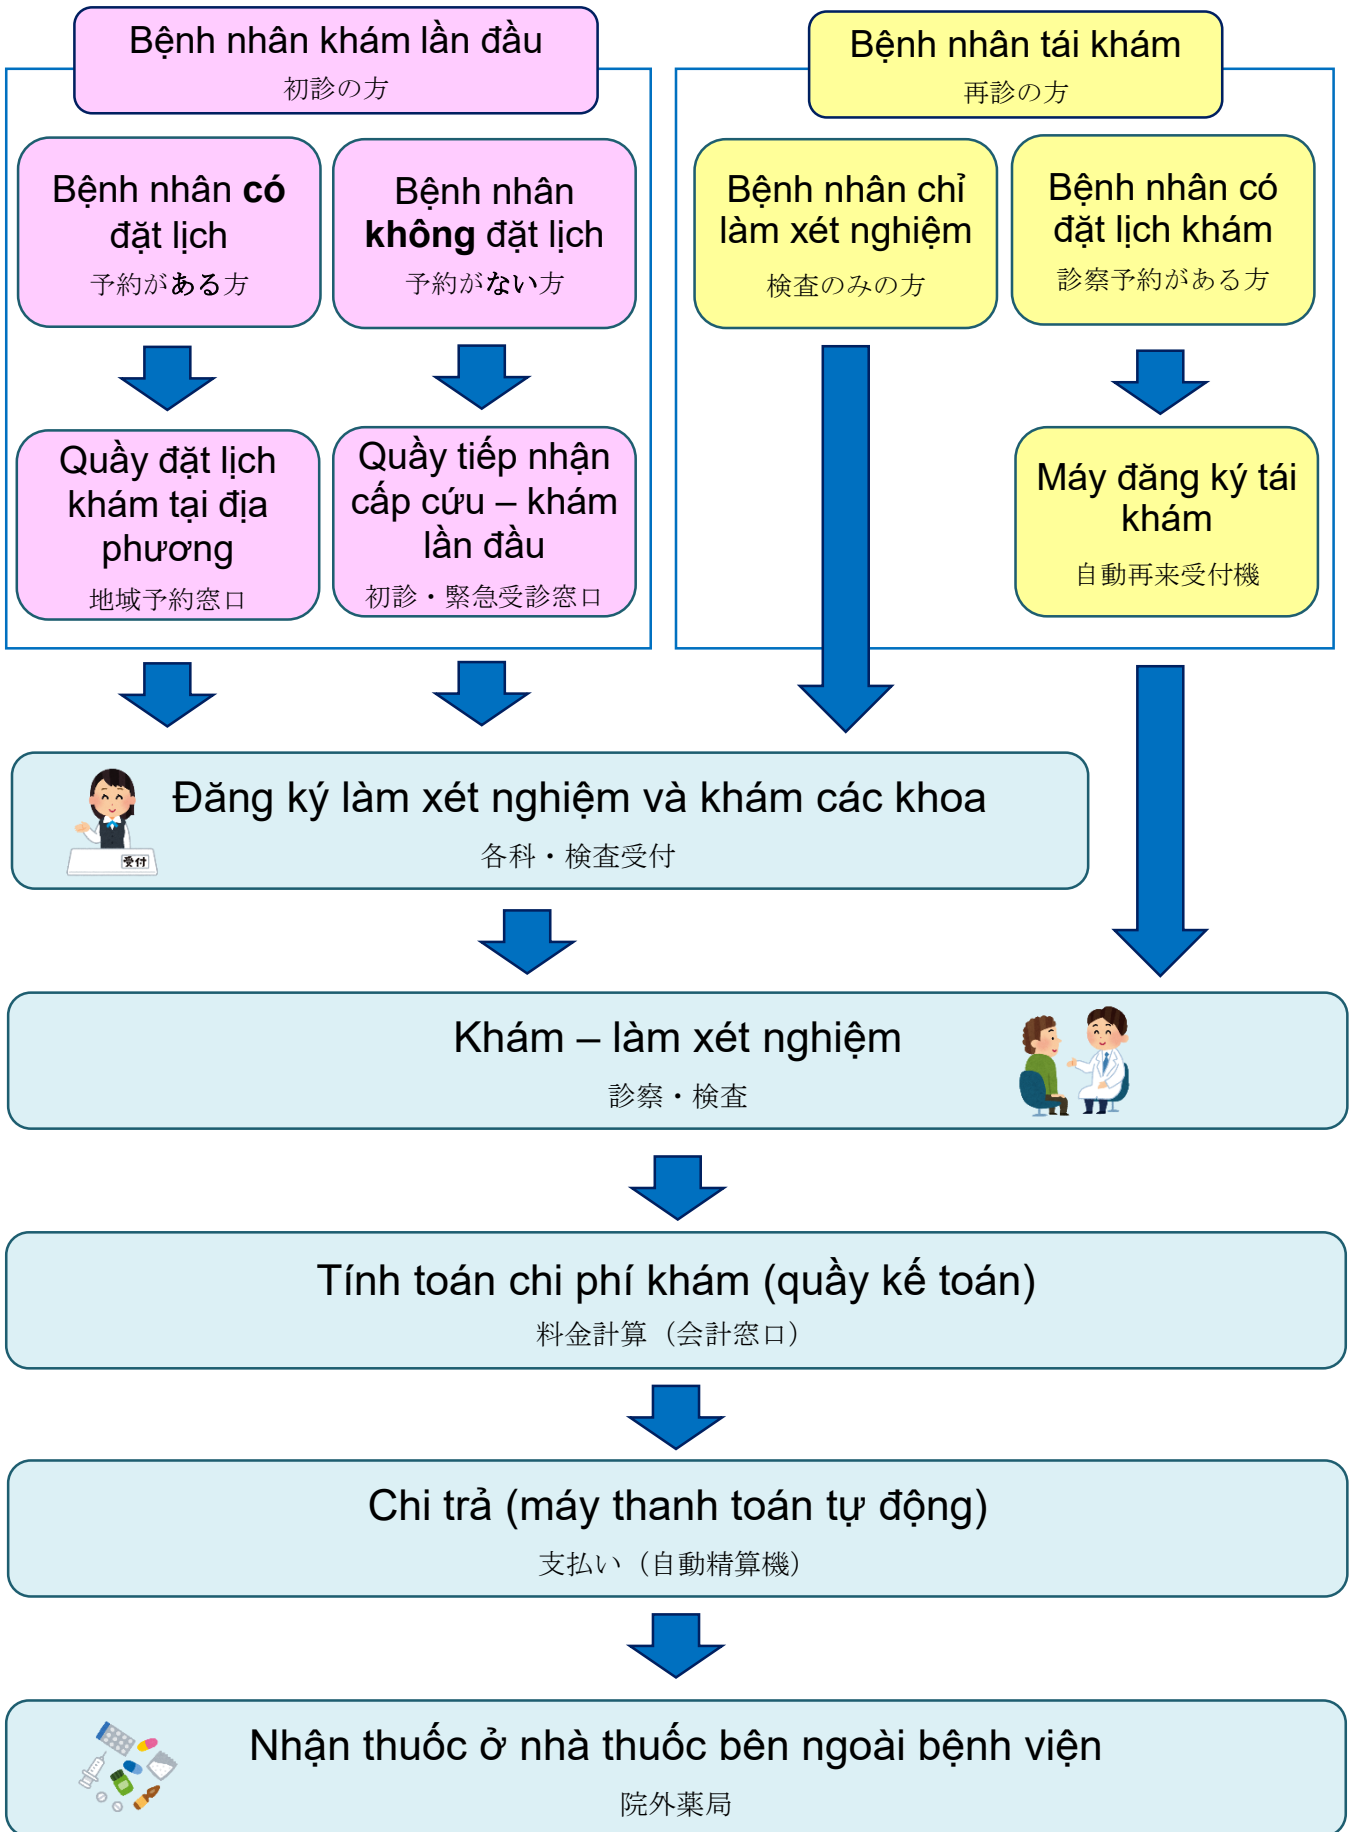 Bệnh nhân khám lần đầu
初診の方
Bệnh nhân có
đặt lịch
予約がある方
Bệnh nhân
không đặt lịch
予約がない方
Quầy đặt lịch
khám tại địa
phương
地域予約窓口
Quầy tiếp nhận
cấp cứu – khám
lần đầu
初診・緊急受診窓口
Bệnh nhân tái khám
再診の方
Bệnh nhân chỉ
làm xét nghiệm
検査のみの方
Bệnh nhân có
đặt lịch khám
診察予約がある方
Máy đăng ký tái
khám
自動再来受付機
Đăng ký làm xét nghiệm và khám các khoa
各科・検査受付
受付
Khám – làm xét nghiệm
診察・検査
Tính toán chi phí khám (quầy kế toán)
料金計算（会計窓口）
Chi trả (máy thanh toán tự động)
支払い（自動精算機）
Nhận thuốc ở nhà thuốc bên ngoài bệnh viện
院外薬局